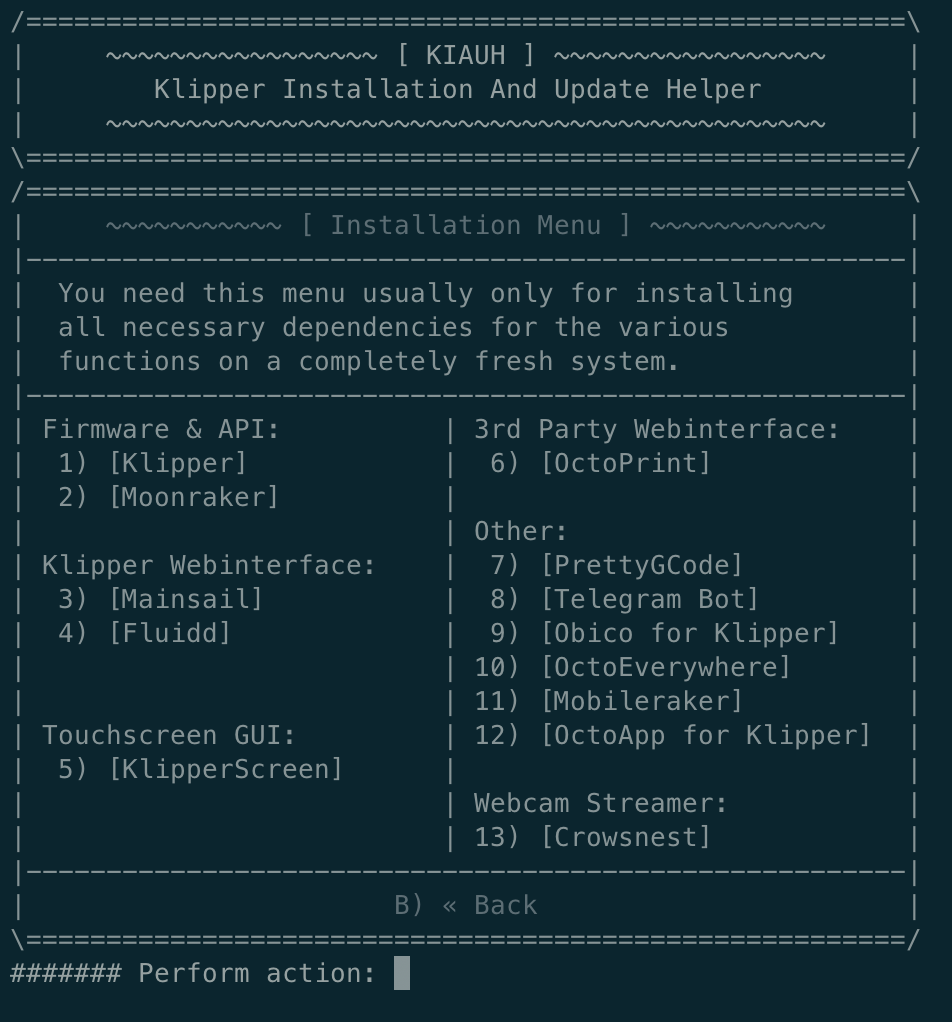 /=======================================================\
|     ~~~~~~~~~~~~~~~~~ [ KIAUH ] ~~~~~~~~~~~~~~~~~     |
|        Klipper Installation And Update Helper         |
|     ~~~~~~~~~~~~~~~~~~~~~~~~~~~~~~~~~~~~~~~~~~~~~     |
\=======================================================/
/=======================================================\
|     ~~~~~~~~~~~ [ Installation Menu ] ~~~~~~~~~~~     |
|-------------------------------------------------------|
|  You need this menu usually only for installing       |
|  all necessary dependencies for the various           |
|  functions on a completely fresh system.              |
|-------------------------------------------------------|
| Firmware & API:          | 3rd Party Webinterface:    |
|  1) [Klipper]            |  6) [OctoPrint]            |
|  2) [Moonraker]          |                            |
|                          | Other:                     |
| Klipper Webinterface:    |  7) [PrettyGCode]          |
|  3) [Mainsail]           |  8) [Telegram Bot]         |
|  4) [Fluidd]             |  9) [Obico for Klipper]    |
|                          | 10) [OctoEverywhere]       |
|                          | 11) [Mobileraker]          |
| Touchscreen GUI:         | 12) [OctoApp for Klipper]  |
|  5) [KlipperScreen]      |                            |
|                          | Webcam Streamer:           |
|                          | 13) [Crowsnest]            |
|-------------------------------------------------------|
|                       B) « Back                       |
\=======================================================/
####### Perform action: